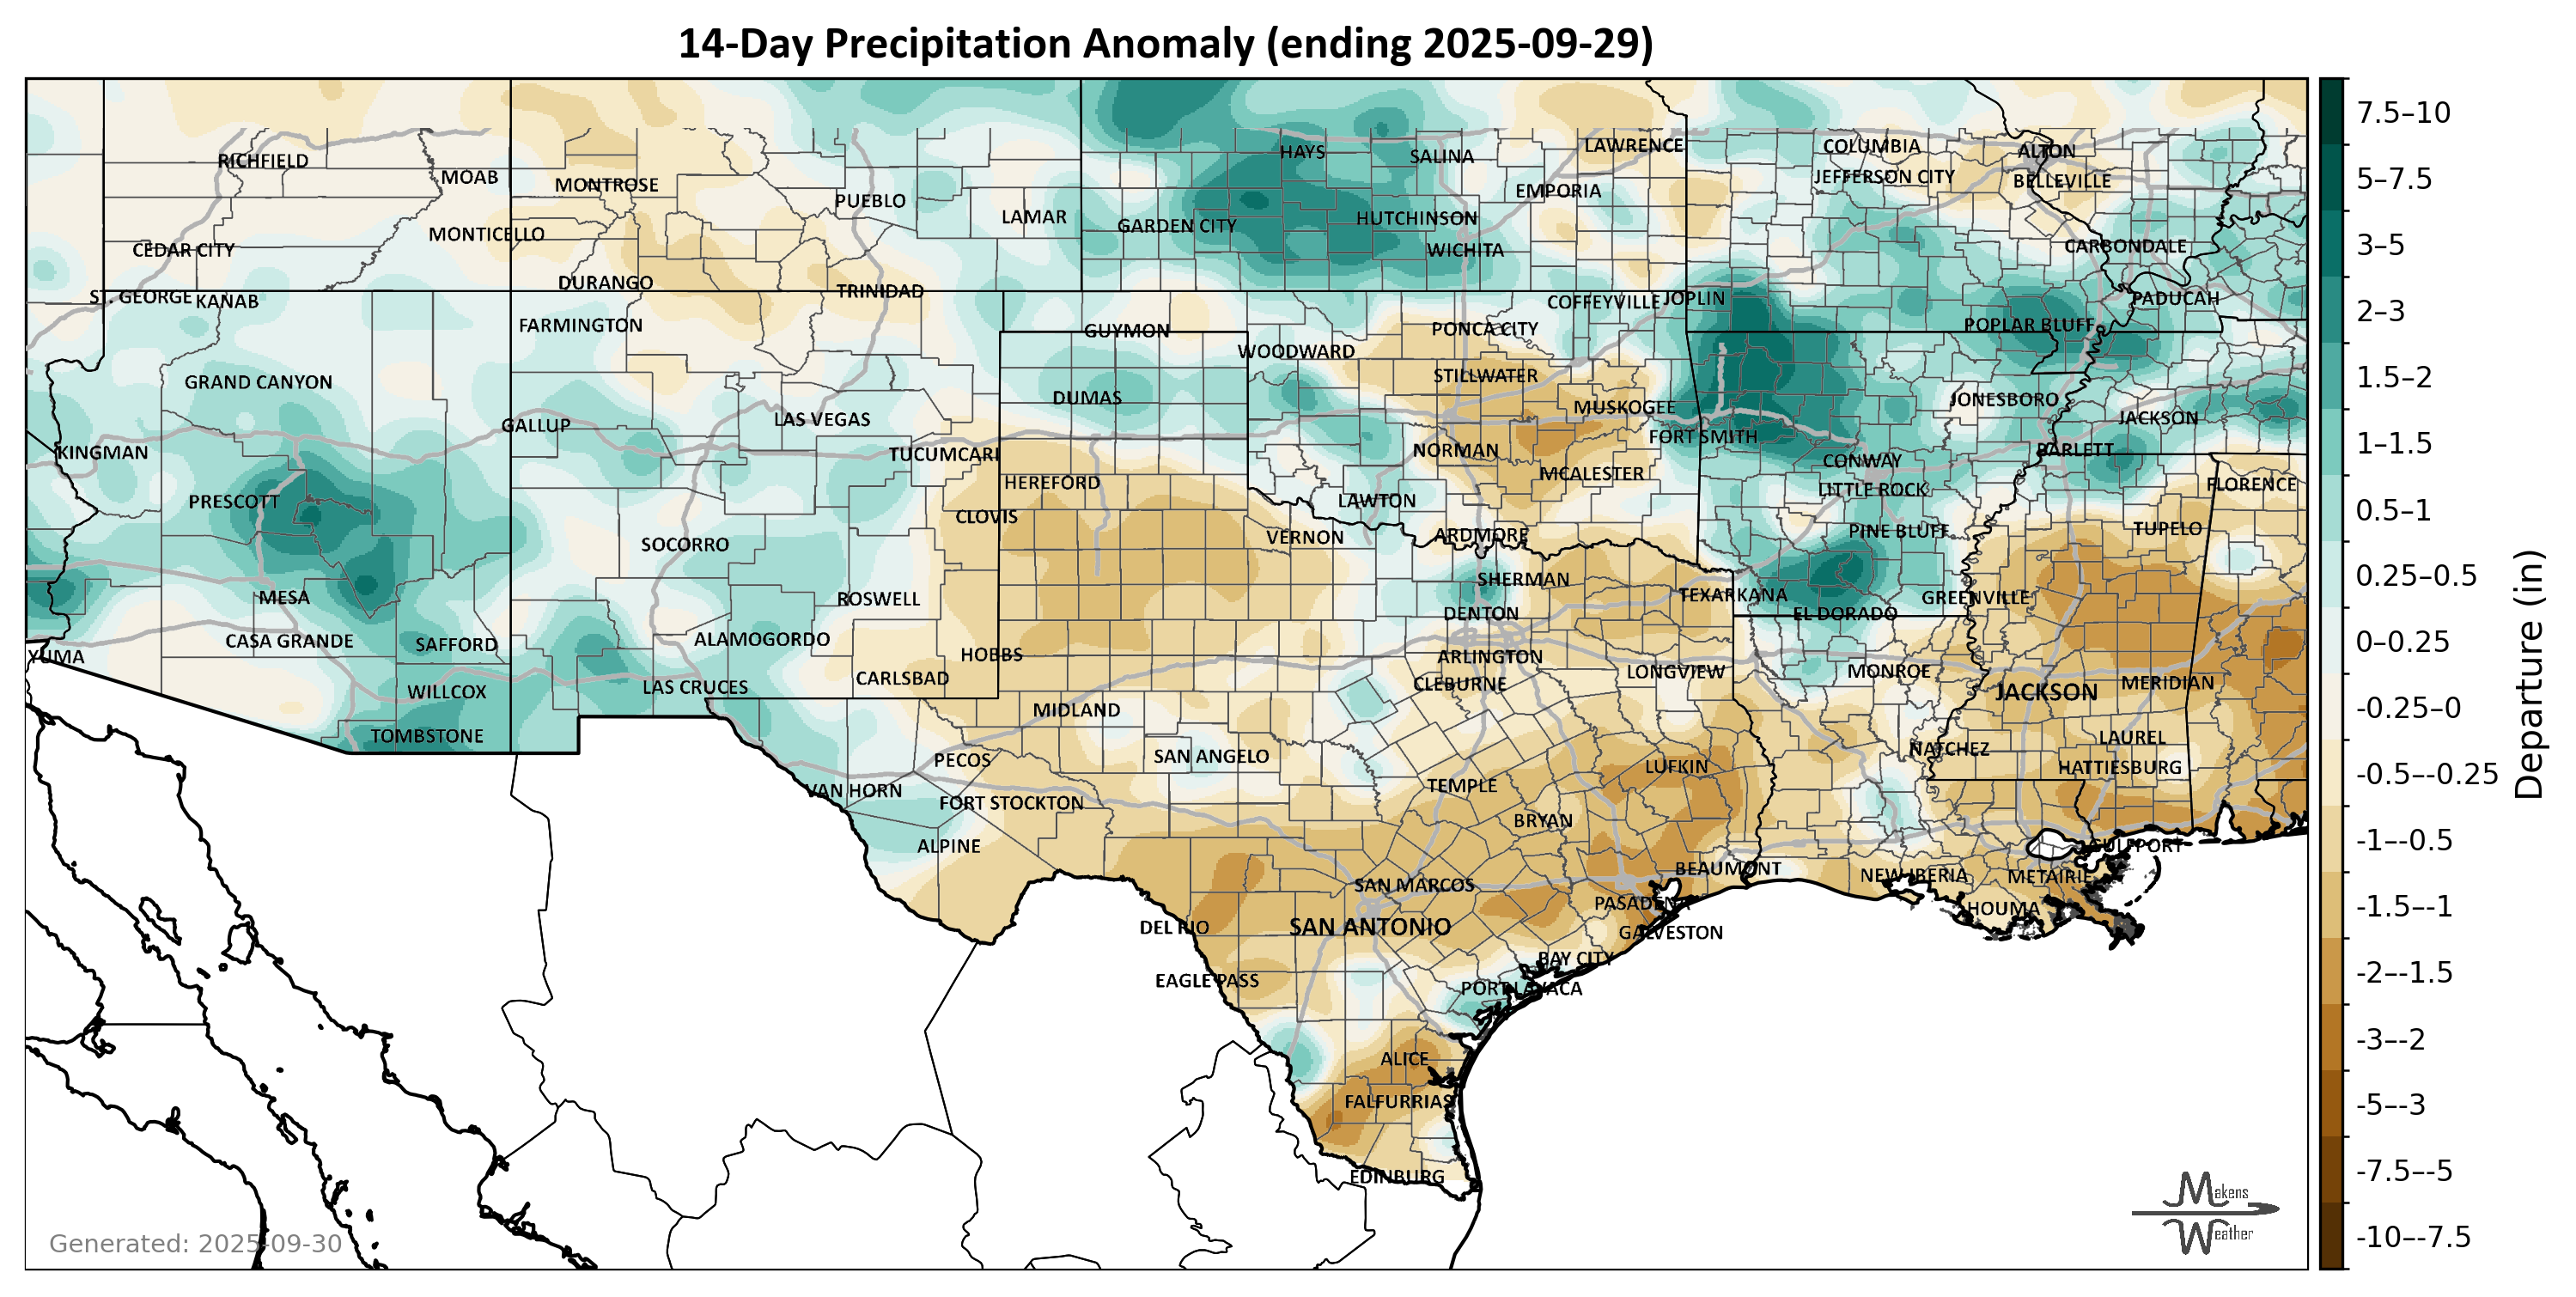 14-Day Precipitation Anomaly (ending 2025-09-29)
RICHFIELD
MOAB
MONTROSE
PUEBLO
LAMAR
HAYS
SALINA
LAWRENCE
EMPORIA
COLUMBIA
JEFFERSON CITY
ALTON
BELLEVILLE
CEDAR CITY
MONTICELLO
DURANGO
TRINIDAD
GARDEN CITY
HUTCHINSON
WICHITA
CARBONDALE
ST. GEORGE
KANAB
FARMINGTON
GUYMON
PONCA CITY
COFFEYVILLE
JOPLIN
POPLAR BLUFF
PADUCAH
WOODWARD
STILLWATER
GRAND CANYON
DUMAS
MUSKOGEE
JONESBORO
JACKSON
GALLUP
LAS VEGAS
KINGMAN
TUCUMCARI
NORMAN
FORT SMITH
BARLETT
CONWAY
HEREFORD
MCALESTER
LITTLE ROCK
FLORENCE
PRESCOTT
LAWTON
CLOVIS
VERNON
ARDMORE
PINE BLUFF
TUPELO
SOCORRO
SHERMAN
MESA
ROSWELL
DENTON
TEXARKANA
EL DORADO
GREENVILLE
CASA GRANDE
SAFFORD
ALAMOGORDO
HOBBS
ARLINGTON
YUMA
WILLCOX
LAS CRUCES
CARLSBAD
CLEBURNE
LONGVIEW
MONROE
JACKSON
MERIDIAN
TOMBSTONE
MIDLAND
PECOS
SAN ANGELO
LUFKIN
NATCHEZ
LAUREL
HATTIESBURG
VAN HORN
FORT STOCKTON
TEMPLE
BRYAN
ALPINE
BEAUMONT
GULFPORT
SAN MARCOS
NEW IBERIA
METAIRIE
PASADENA
HOUMA
DEL RIO
SAN ANTONIO
GALVESTON
BAY CITY
EAGLE PASS
PORT LAVACA
ALICE
FALFURRIAS
EDINBURG
7.5–10
5–7.5
3–5
2–3
1.5–2
1–1.5
0.5–1
0.25–0.5
0–0.25
-0.25–0
-0.5–-0.25
-1–-0.5
-1.5–-1
-2–-1.5
-3–-2
-5–-3
-7.5–-5
-10–-7.5
Departure (in)
Generated: 2025-09-30
Makens
Weather